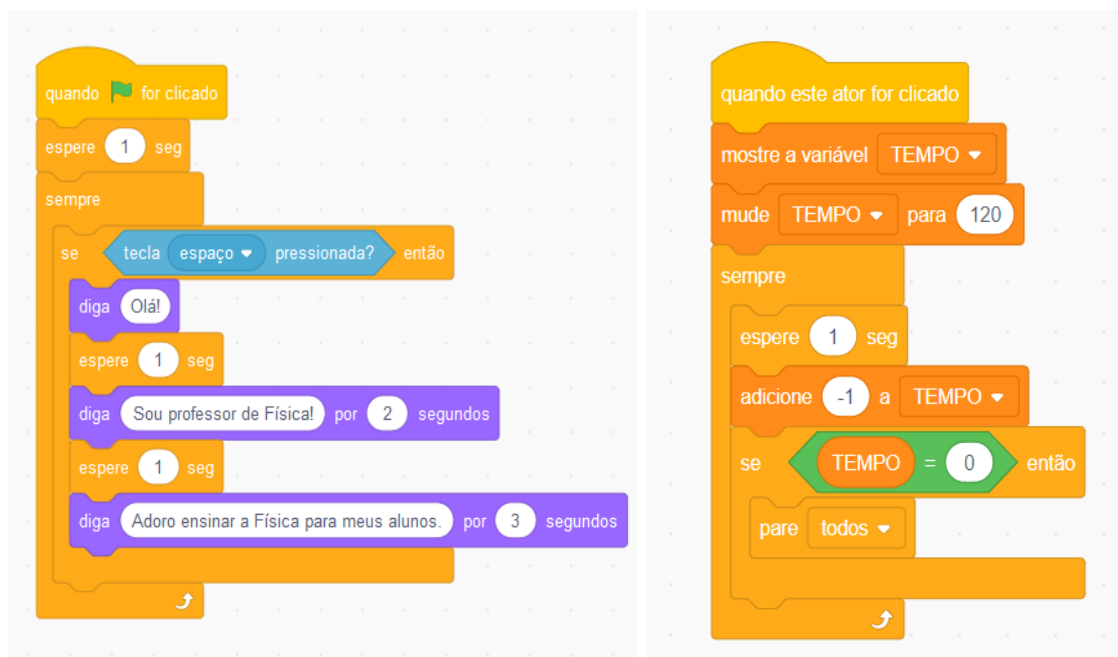 quando for clicado
espere 1 seg
sempre
se tecla espaço pressionada? então
diga Olá!
espere 1 seg
diga Sou professor de Física! por 2 segundos
espere 1 seg
diga Adoro ensinar a Física para meus alunos. por 3 segundos
quando este ator for clicado
mostre a variável TEMPO
mude TEMPO para 120
sempre
espere 1 seg
adicione -1 a TEMPO
se TEMPO = 0 então
pare todos